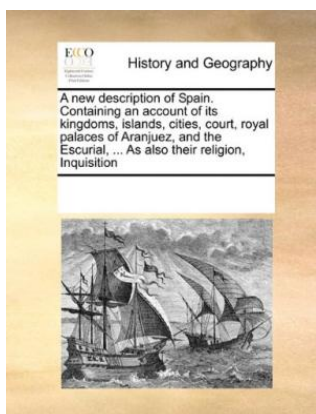 ECCO
History and Geography
A new description of Spain.
Containing an account of its
kingdoms, islands, cities, court, royal
palaces of Aranjuez, and the
Escurial, ... As also their religion,
Inquisition